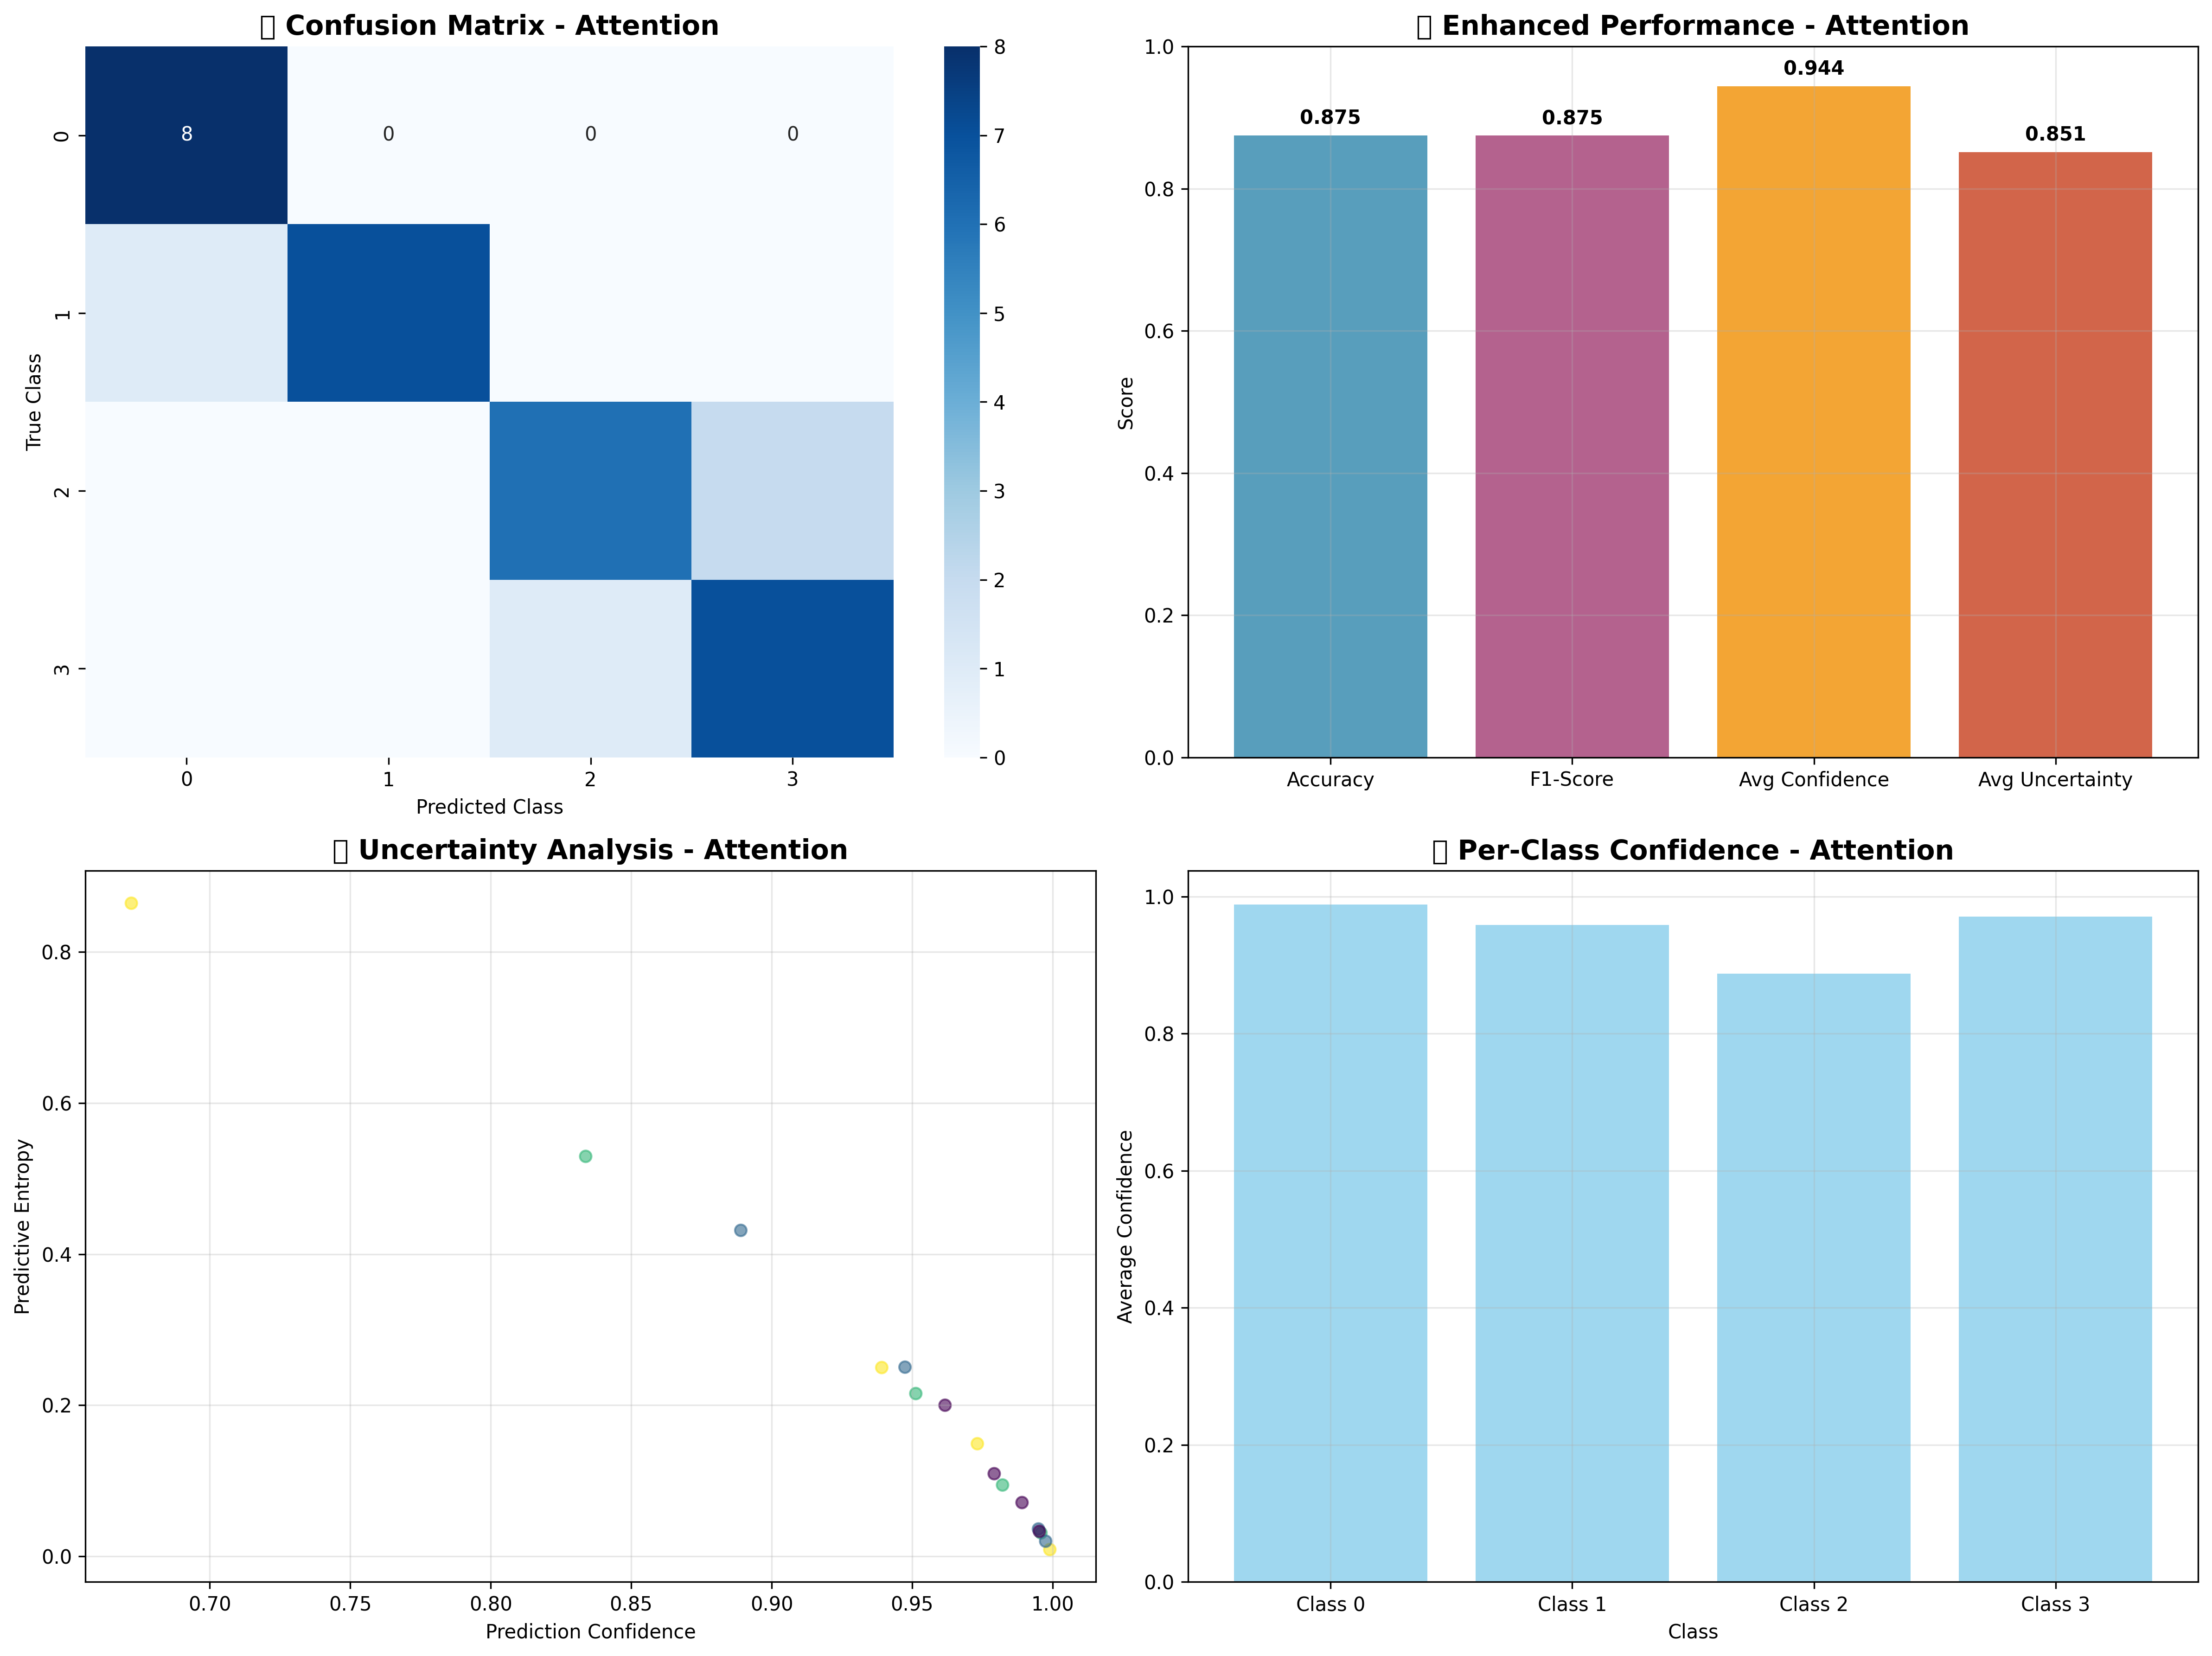 ▯ Confusion Matrix - Attention
8 0 0 0
0
1
2
3
True Class
0 1 2 3
Predicted Class
8
7
6
5
4
3
2
1
0
▯ Enhanced Performance - Attention
1.0
0.8
0.6
0.4
0.2
0.0
Score
0.875 0.875 0.944 0.851
Accuracy F1-Score Avg Confidence Avg Uncertainty
▯ Uncertainty Analysis - Attention
0.8
0.6
0.4
0.2
0.0
Predictive Entropy
0.70 0.75 0.80 0.85 0.90 0.95 1.00
Prediction Confidence
▯ Per-Class Confidence - Attention
1.0
0.8
0.6
0.4
0.2
0.0
Average Confidence
Class 0 Class 1 Class 2 Class 3
Class